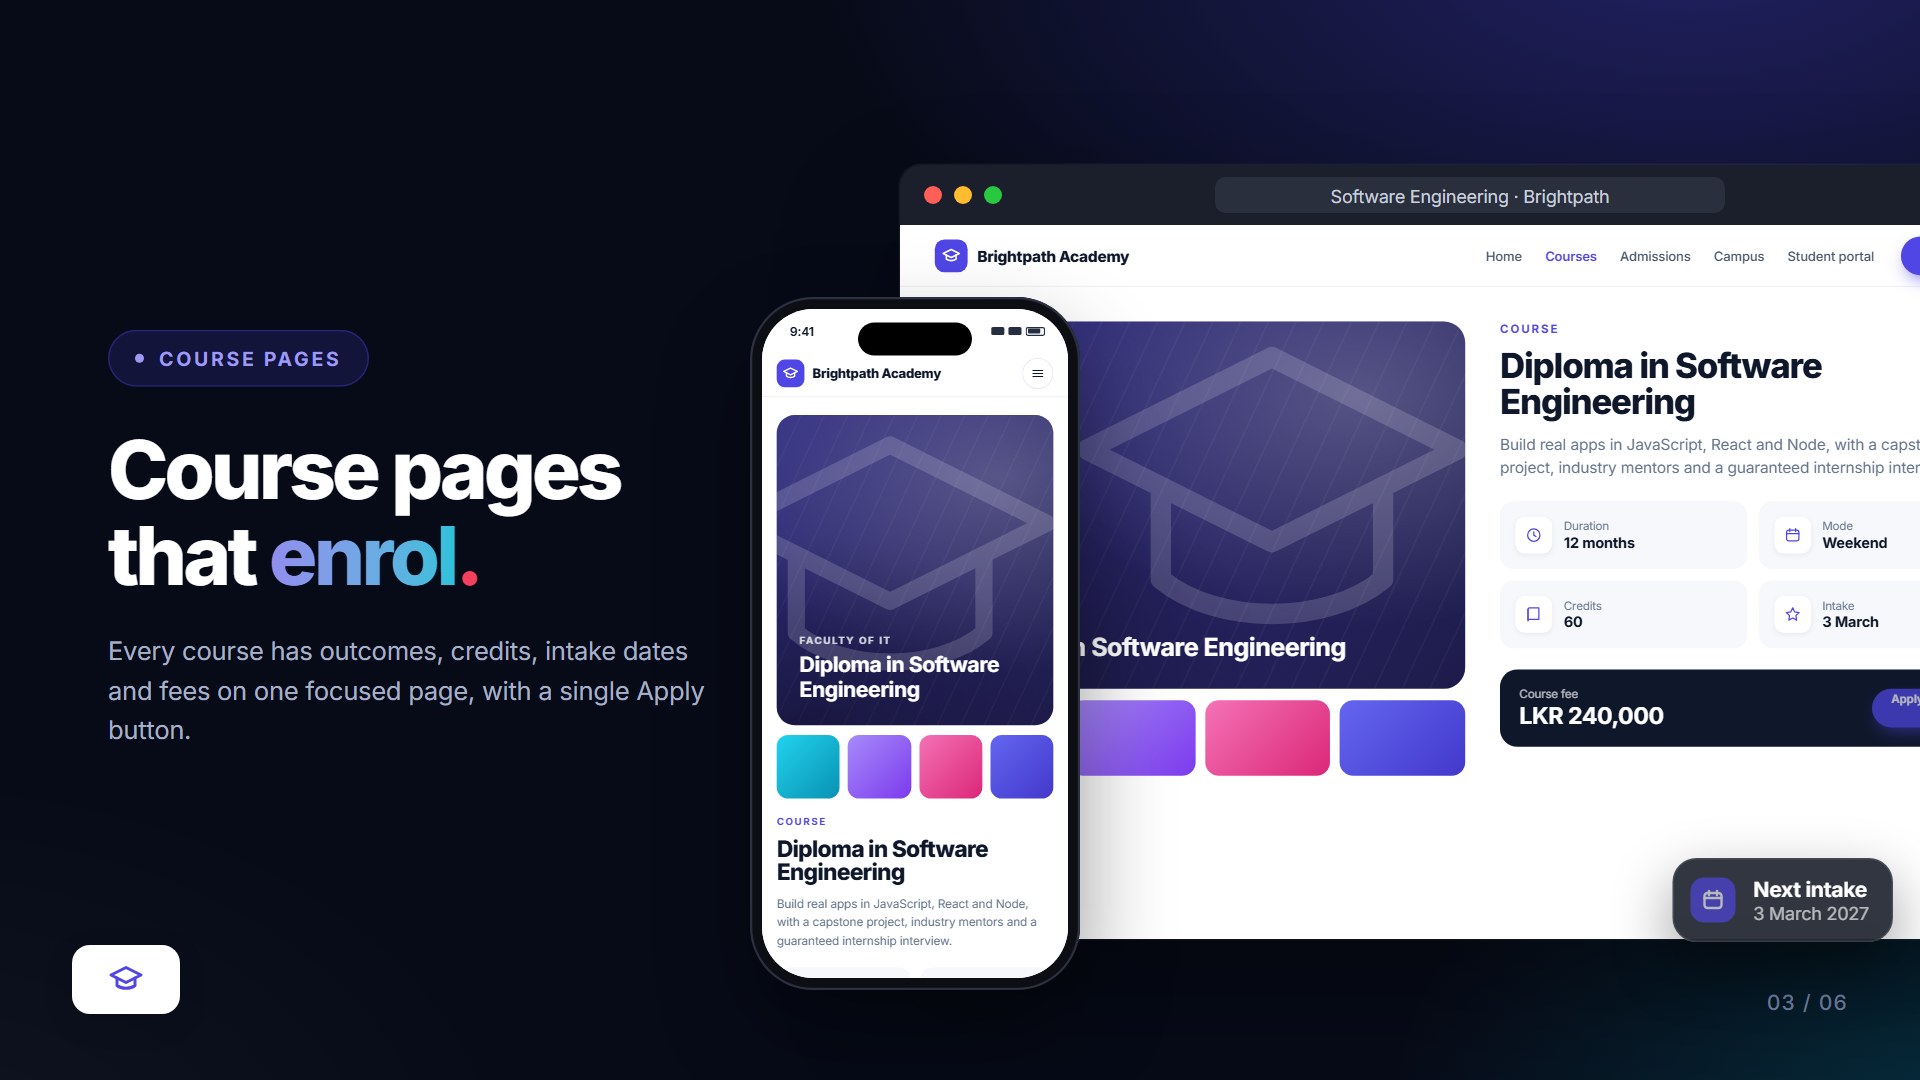 COURSE PAGES
Course pages
that enrol.
Every course has outcomes, credits, intake dates
and fees on one focused page, with a single Apply
button.
Software Engineering · Brightpath
Brightpath Academy
Home Courses Admissions Campus Student portal
Software Engineering
COURSE
Diploma in Software
Engineering
Build real apps in JavaScript, React and Node, with a
project, industry mentors and a guaranteed internship
Duration
12 months
Mode
Weekend
Credits
60
Intake
3 March
Course fee
LKR 240,000
Apply
9:41
Brightpath Academy
FACULTY OF IT
Diploma in Software
Engineering
COURSE
Diploma in Software
Engineering
Build real apps in JavaScript, React and Node,
with a capstone project, industry mentors and a
guaranteed internship interview.
Next intake
3 March 2027
03 / 06